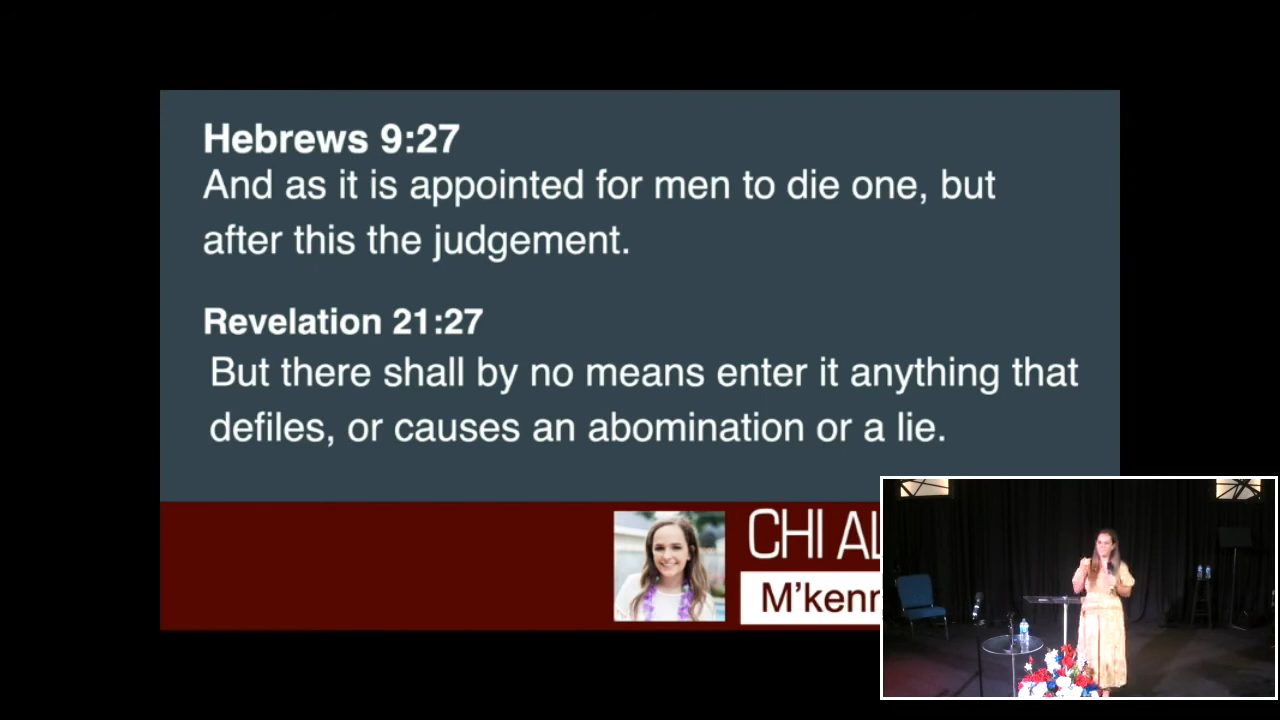 Hebrews 9:27
And as it is appointed for men to die one, but
after this the judgement.
Revelation 21:27
But there shall by no means enter it anything that
defiles, or causes an abomination or a lie.
CHI AL
M’kenn